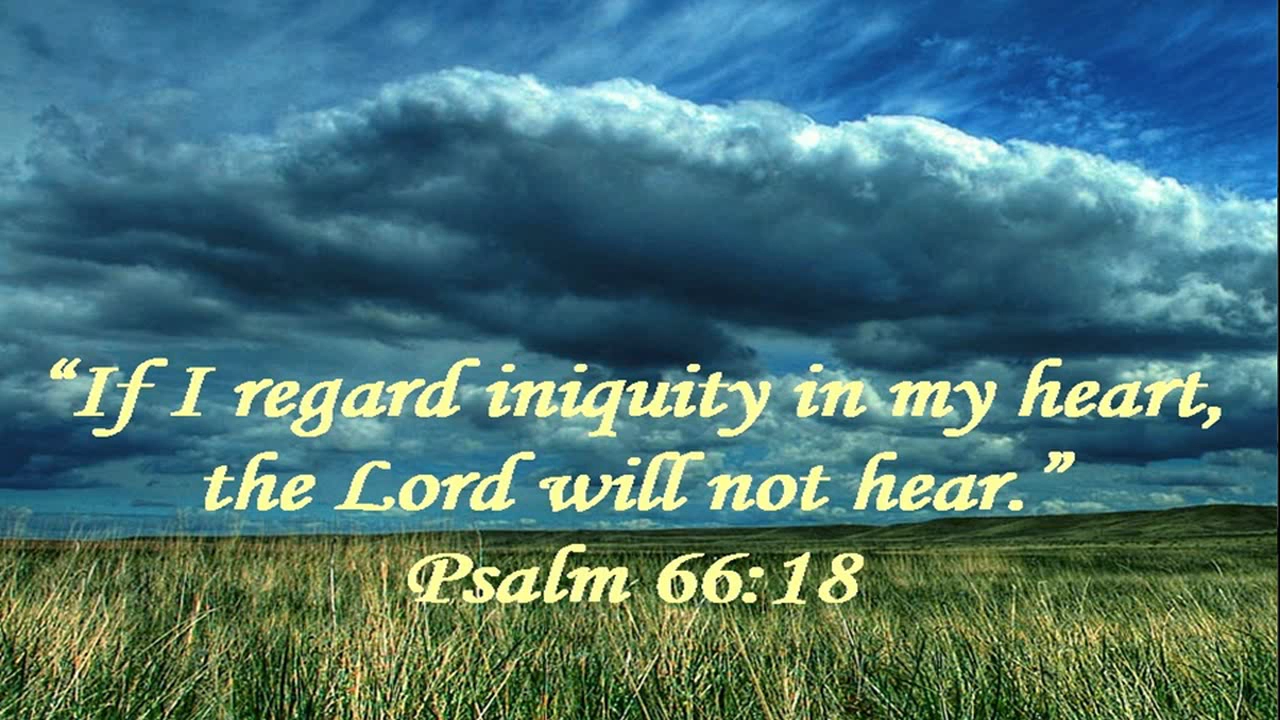 “If I regard iniquity in my heart,
the Lord will not hear.”
Psalm 66:18